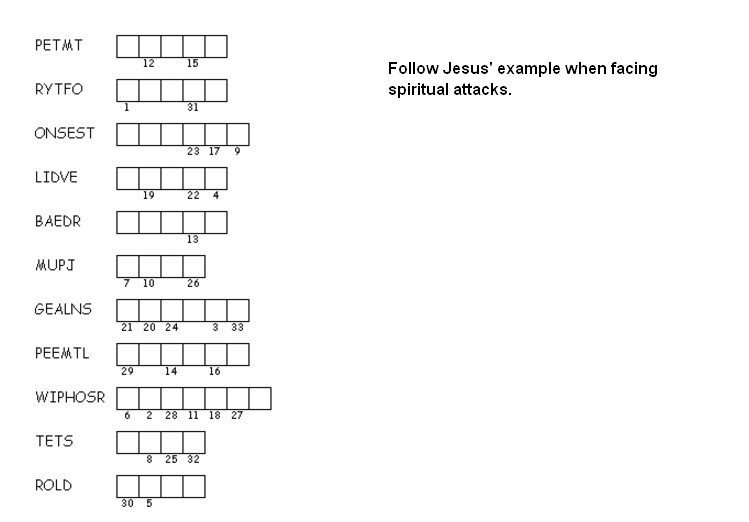 PETMT
12 15
Follow Jesus' example when facing
spiritual attacks.
RYTFO
1 31
ONSEST
23 17 9
LIDVE
19 22 4
BAEDR
13
MUPJ
7 10 26
GEALNS
21 20 24 3 33
PEEMTL
29 14 16
WIPHOSR
6 2 28 11 18 27
TETS
8 25 32
ROLD
30 5